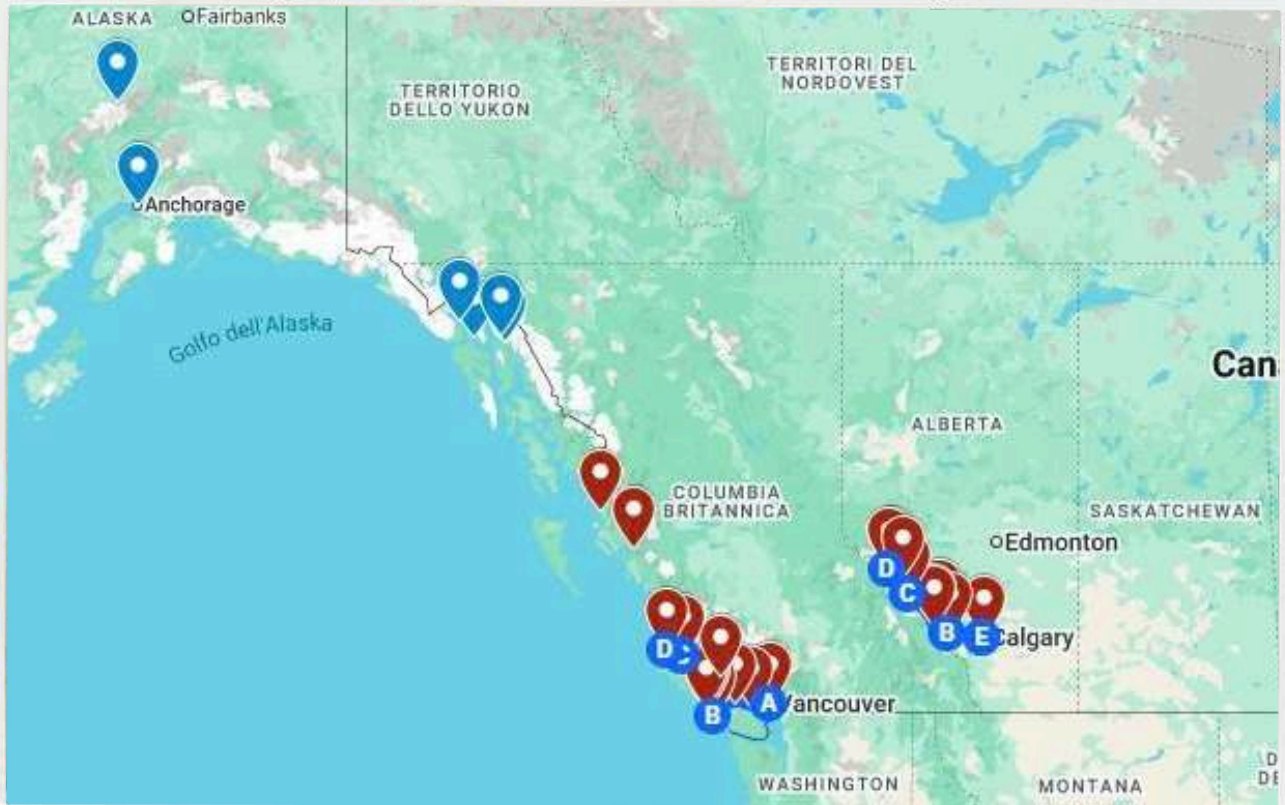 ALASKA
Fairbanks
TERRITORIO
DELLO YUKON
TERRITORI DEL
NORDOVEST
Anchorage
Golfo dell'Alaska
Can
ALBERTA
COLUMBIA
BRITANNICA
SASKATCHEWAN
Edmonton
D
C
B
E
Calgary
D
C
B
A
Vancouver
WASHINGTON
MONTANA
D
DE